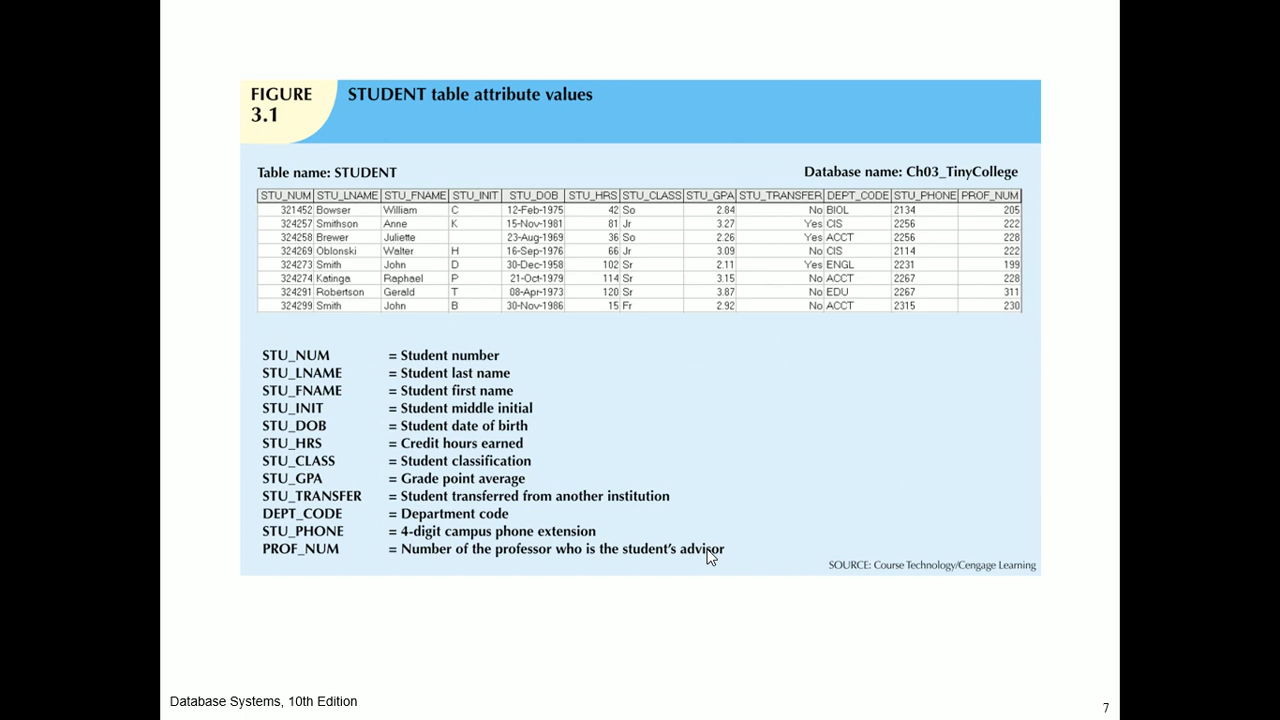 FIGURE
3.1
STUDENT table attribute values
Table name: STUDENT
Database name: Ch03_TinyCollege
STU_NUM STU_LNAME STU_FNAME STU_INIT STU_DOB STU_HRS STU_CLASS STU_GPA STU_TRANSFER DEPT_CODE STU_PHONE PROF_NUM
321452 Bowser William C 12-Feb-1975 42 So 2.84 No BIOL 2134 205
324257 Smithson Anne K 15-Nov-1981 81 Jr 3.27 Yes CIS 2256 222
324258 Brewer Juliette 23-Aug-1969 36 So 2.26 Yes ACCT 2256 228
324269 Oblonski Walter H 16-Sep-1976 66 Jr 3.09 No CIS 2114 222
324273 Smith John D 30-Dec-1958 102 Sr 2.11 Yes ENGL 2231 199
324274 Katinga Raphael P 21-Oct-1979 114 Sr 3.15 No ACCT 2267 228
324291 Robertson Gerald T 08-Apr-1973 120 Sr 3.87 No EDU 2267 311
324299 Smith John B 30-Nov-1986 15 Fr 2.92 No ACCT 2315 230
STU_NUM = Student number
STU_LNAME = Student last name
STU_FNAME = Student first name
STU_INIT = Student middle initial
STU_DOB = Student date of birth
STU_HRS = Credit hours earned
STU_CLASS = Student classification
STU_GPA = Grade point average
STU_TRANSFER = Student transferred from another institution
DEPT_CODE = Department code
STU_PHONE = 4-digit campus phone extension
PROF_NUM = Number of the professor who is the student's advisor
SOURCE: Course Technology/Cengage Learning
Database Systems, 10th Edition
7